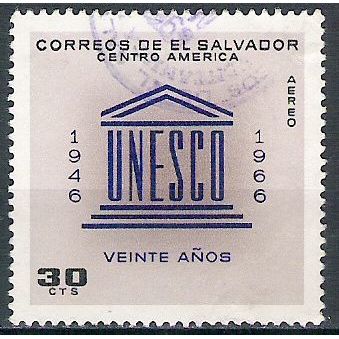 CORREOS DE EL SALVADOR
CENTRO AMERICA
AEREO
1946
UNESCO
1966
VEINTE AÑOS
30
CTS